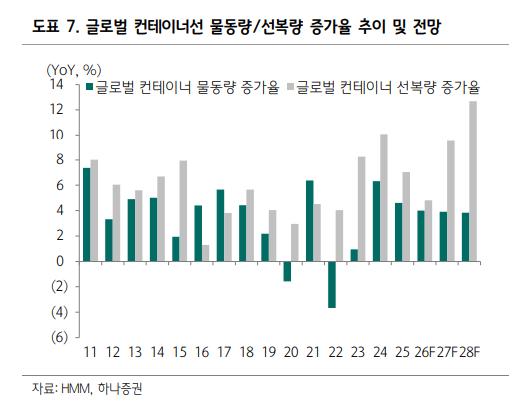 도표 7. 글로벌 컨테이너선 물동량/선복량 증가율 추이 및 전망
(YoY, %)
글로벌 컨테이너 물동량 증가율 글로벌 컨테이너 선복량 증가율
14
12
10
8
6
4
2
0
(2)
(4)
(6)
11 12 13 14 15 16 17 18 19 20 21 22 23 24 25 26F 27F 28F
자료: HMM, 하나증권